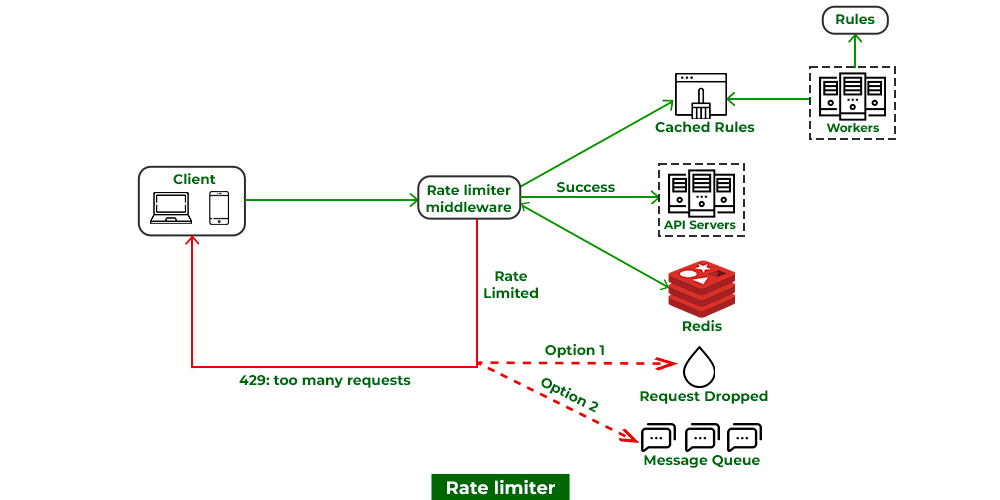 Rules
Cached Rules
Workers
Client
Rate limiter
middleware
Success
API Servers
Rate
Limited
Redis
Option 1
429: too many requests
Option 2
Request Dropped
Message Queue
Rate limiter